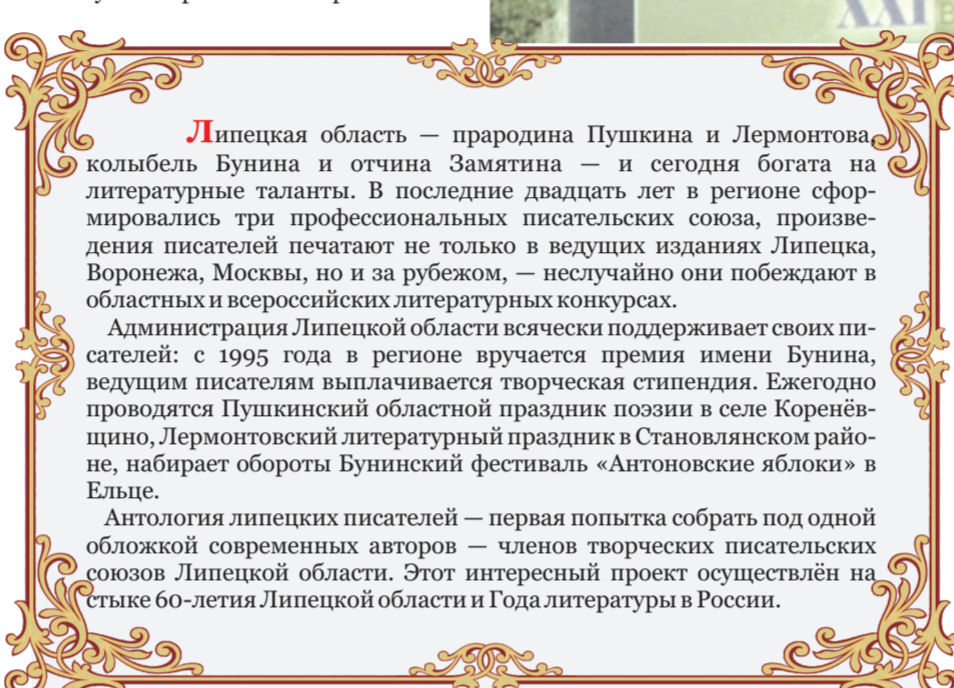 XXI
Липецкая область — прародина Пушкина и Лермонтова,
колыбель Бунина и отчина Замятина — и сегодня богата на
литературные таланты. В последние двадцать лет в регионе сфор-
мировались три профессиональных писательских союза, произве-
дения писателей печатают не только в ведущих изданиях Липецка,
Воронежа, Москвы, но и за рубежом, — неслучайно они побеждают в
областных и всероссийских литературных конкурсах.
Администрация Липецкой области всячески поддерживает своих пи-
сателей: с 1995 года в регионе вручается премия имени Бунина,
ведущим писателям выплачивается творческая стипендия. Ежегодно
проводятся Пушкинский областной праздник поэзии в селе Коренёв-
щино, Лермонтовский литературный праздник в Становлянском райо-
не, набирает обороты Бунинский фестиваль «Антоновские яблоки» в
Ельце.
Антология липецких писателей — первая попытка собрать под одной
обложкой современных авторов — членов творческих писательских
союзов Липецкой области. Этот интересный проект осуществлён на
стыке 60-летия Липецкой области и Года литературы в России.